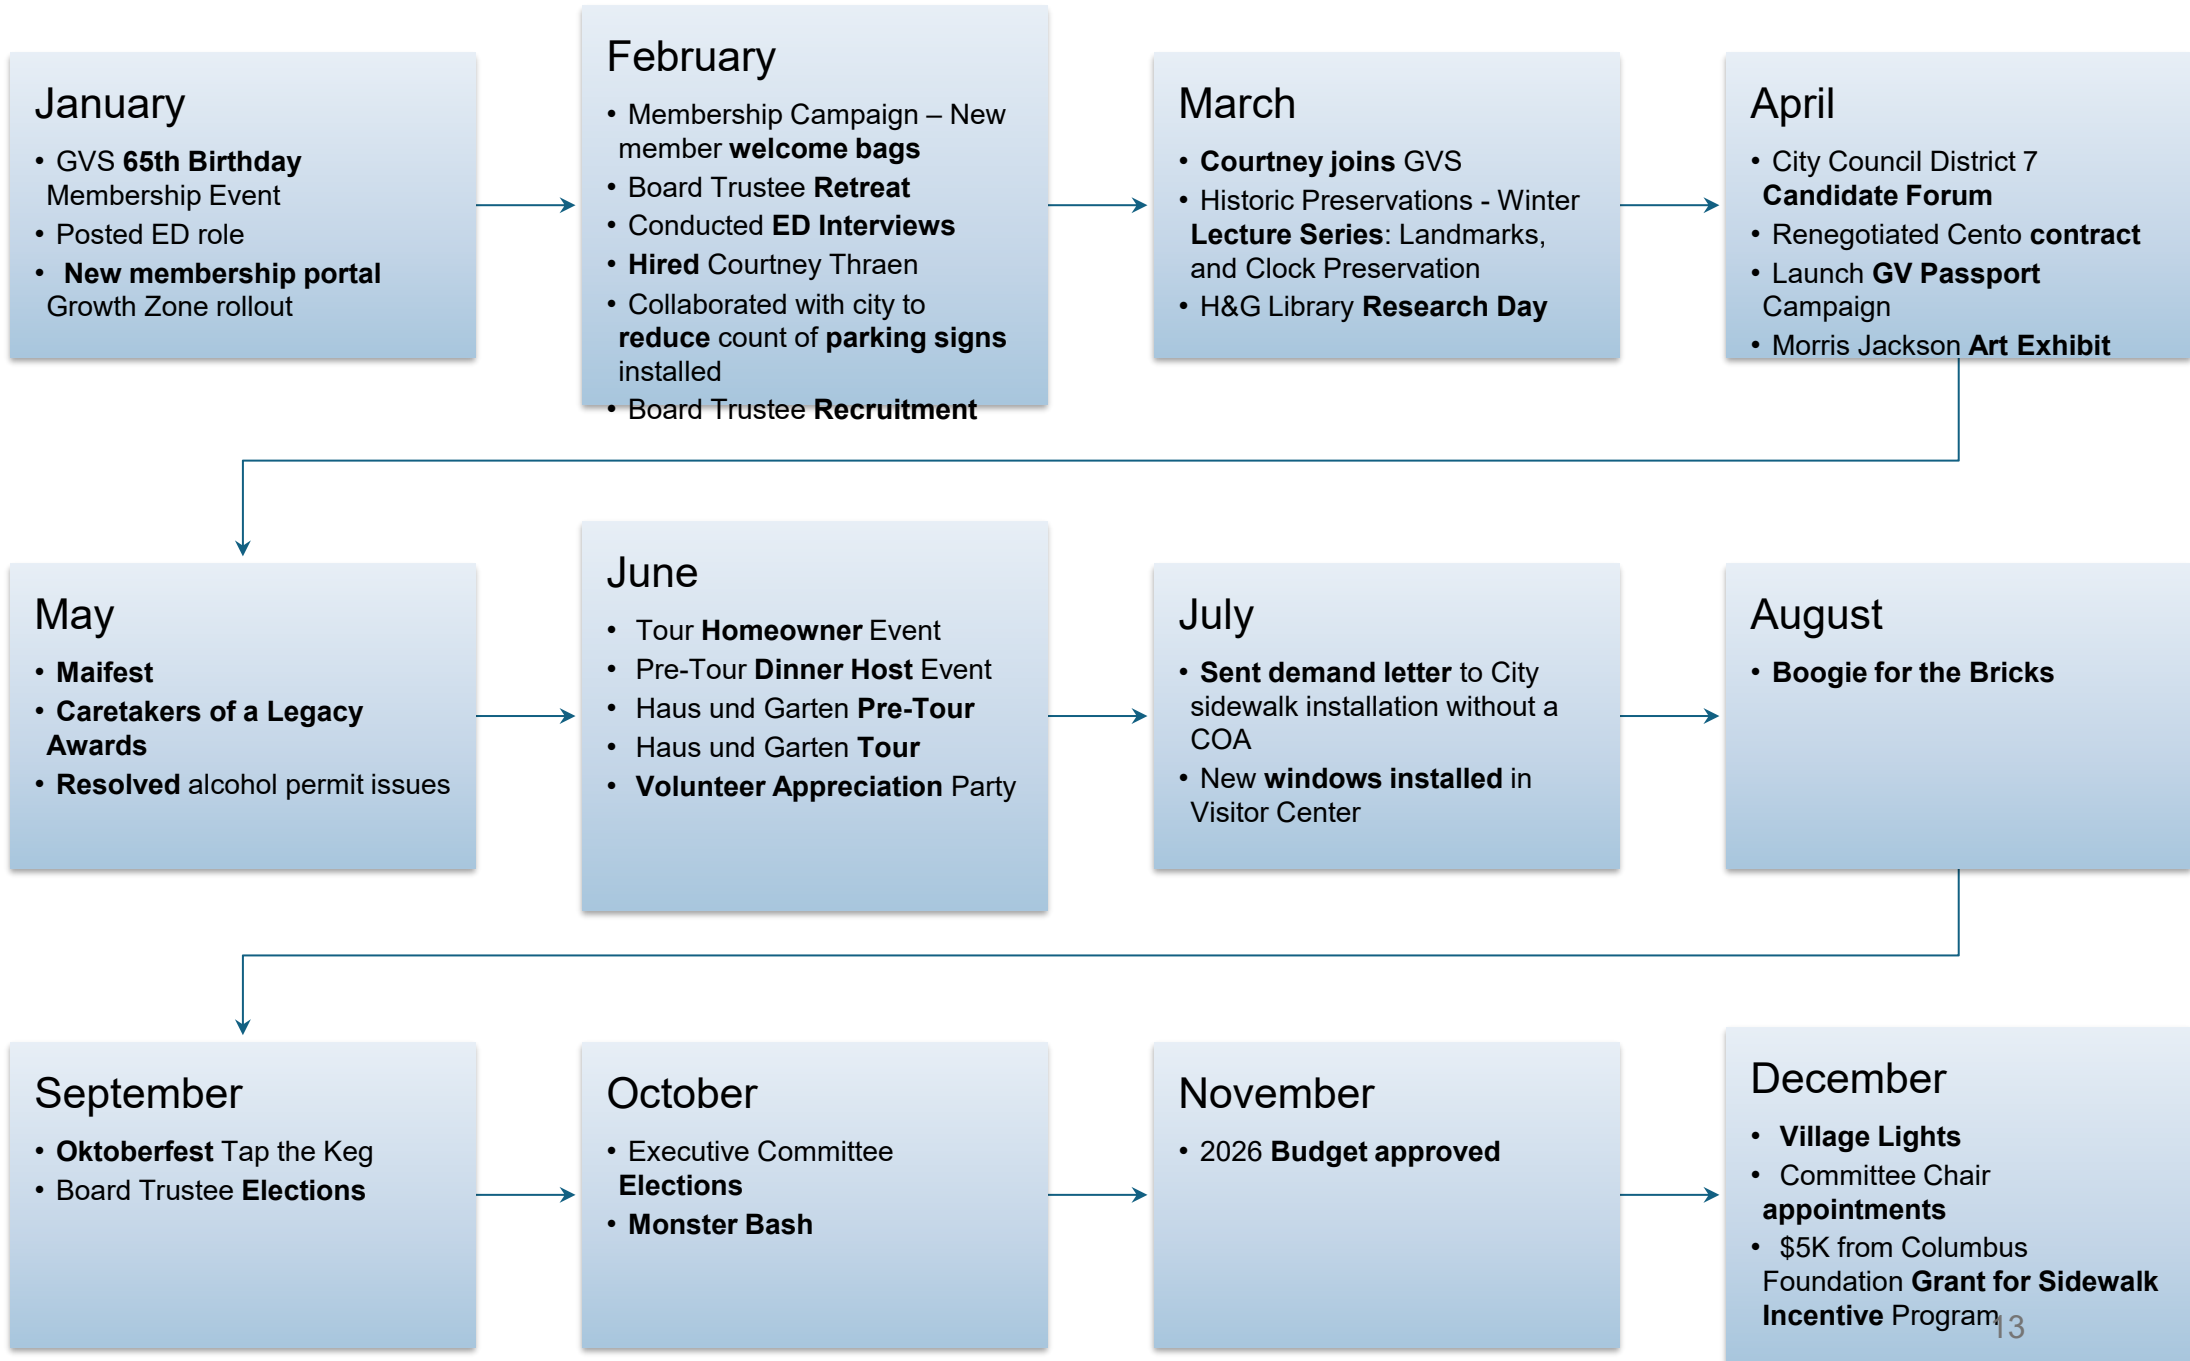 January
• GVS 65th Birthday
Membership Event
• Posted ED role
• New membership portal
Growth Zone rollout
February
• Membership Campaign – New
member welcome bags
• Board Trustee Retreat
• Conducted ED Interviews
• Hired Courtney Thraen
• Collaborated with city to
reduce count of parking signs
installed
• Board Trustee Recruitment
March
• Courtney joins GVS
• Historic Preservations - Winter
Lecture Series: Landmarks,
and Clock Preservation
• H&G Library Research Day
April
• City Council District 7
Candidate Forum
• Renegotiated Cento contract
• Launch GV Passport
Campaign
• Morris Jackson Art Exhibit
May
• Maifest
• Caretakers of a Legacy
Awards
• Resolved alcohol permit issues
June
• Tour Homeowner Event
• Pre-Tour Dinner Host Event
• Haus und Garten Pre-Tour
• Haus und Garten Tour
• Volunteer Appreciation Party
July
• Sent demand letter to City
sidewalk installation without a
COA
• New windows installed in
Visitor Center
August
• Boogie for the Bricks
September
• Oktoberfest Tap the Keg
• Board Trustee Elections
October
• Executive Committee
Elections
• Monster Bash
November
• 2026 Budget approved
December
• Village Lights
• Committee Chair
appointments
• $5K from Columbus
Foundation Grant for Sidewalk
Incentive Program
13